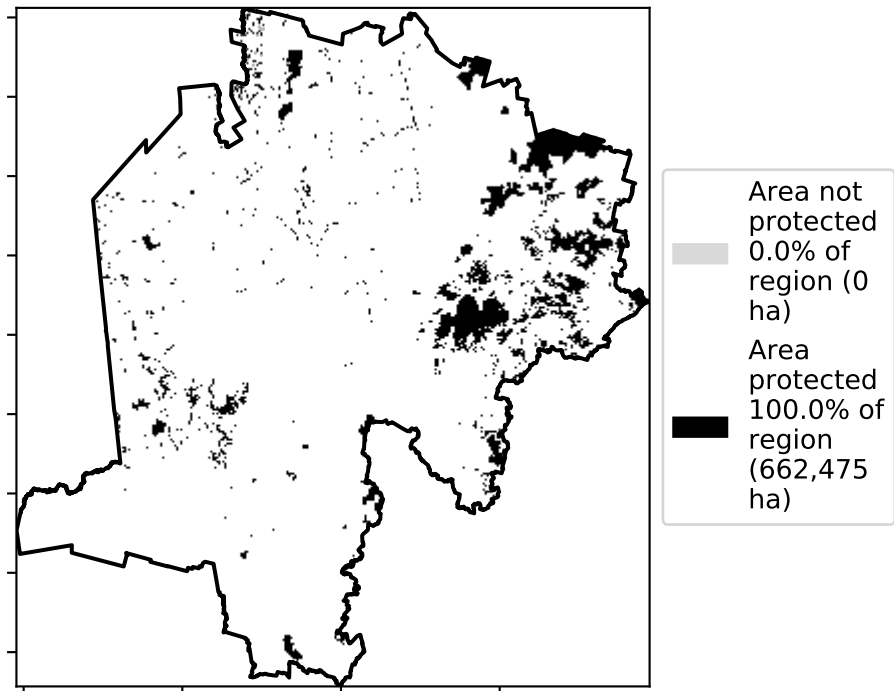 Area not
protected
0.0% of
region (0
ha)
Area
protected
100.0% of
region
(662,475
ha)